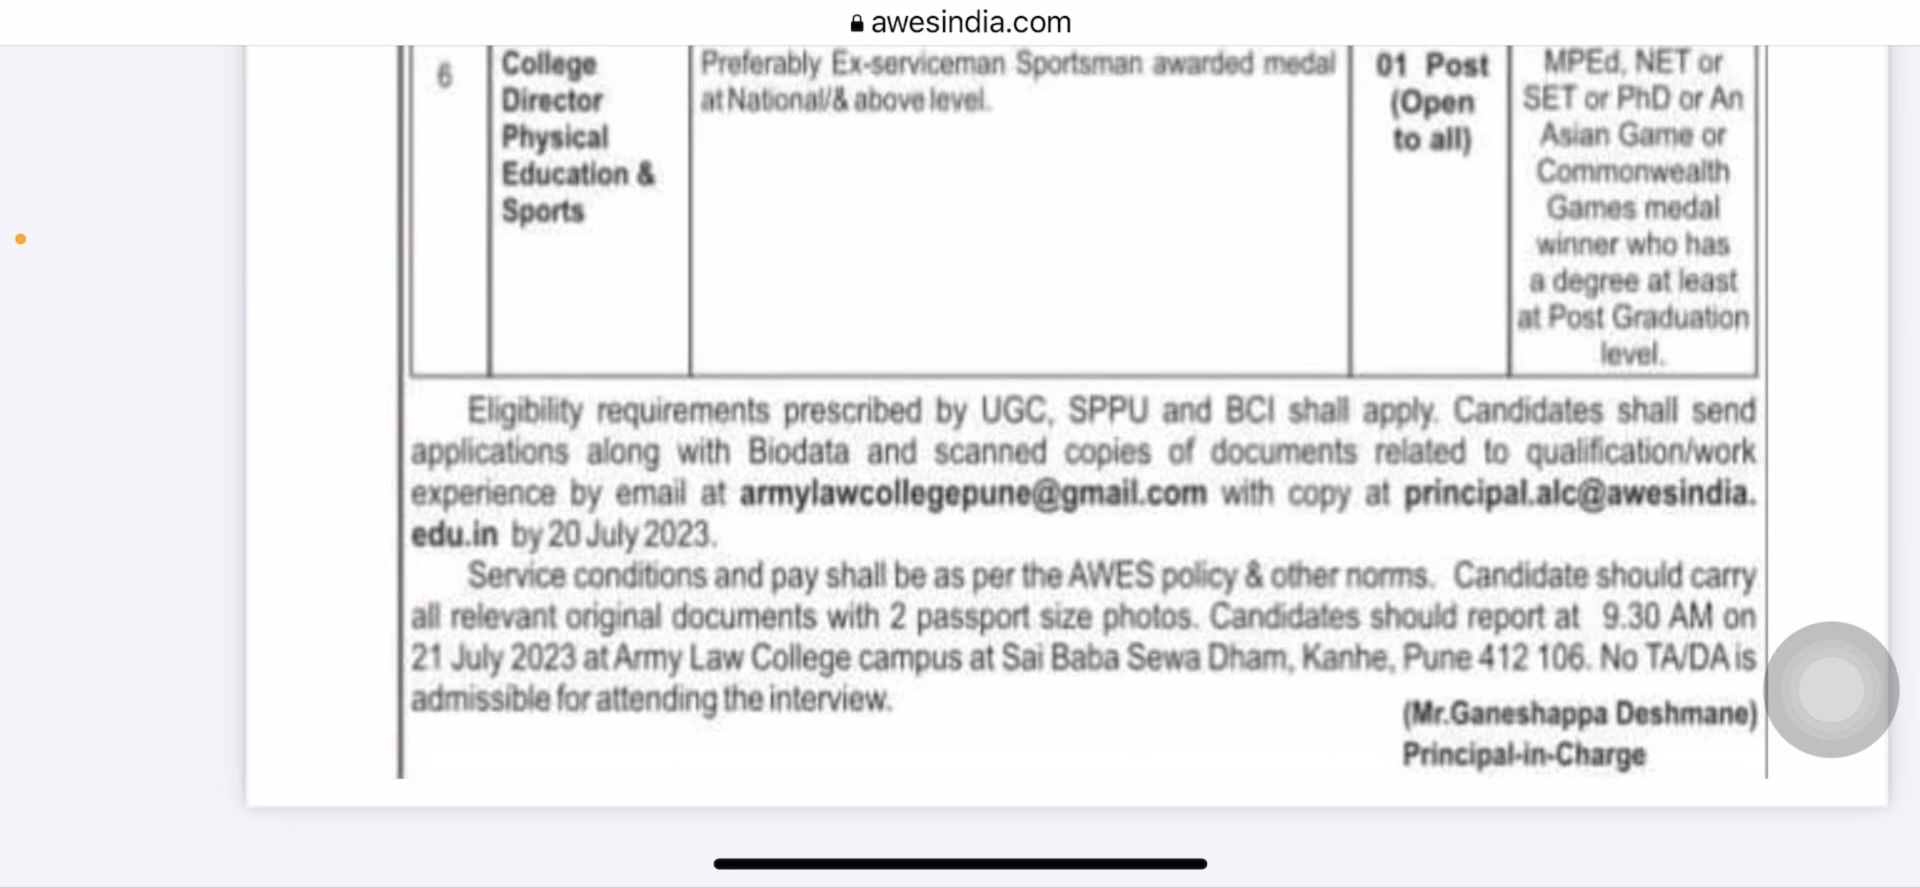 awesindia.com
6
College
Director
Physical
Education &
Sports
Preferably Ex-serviceman Sportsman awarded medal
at National/& above level.
01 Post
(Open
to all)
MPEd, NET or
SET or PhD or An
Asian Game or
Commonwealth
Games medal
winner who has
a degree at least
at Post Graduation
level.
Eligibility requirements prescribed by UGC, SPPU and BCI shall apply. Candidates shall send
applications along with Biodata and scanned copies of documents related to qualification/work
experience by email at armylawcollegepune@gmail.com with copy at principal.alc@awesindia.
edu.in by 20 July 2023.
Service conditions and pay shall be as per the AWES policy & other norms. Candidate should carry
all relevant original documents with 2 passport size photos. Candidates should report at 9.30 AM on
21 July 2023 at Army Law College campus at Sai Baba Sewa Dham, Kanhe, Pune 412 106. No TA/DA is
admissible for attending the interview.
(Mr.Ganeshappa Deshmane)
Principal-in-Charge